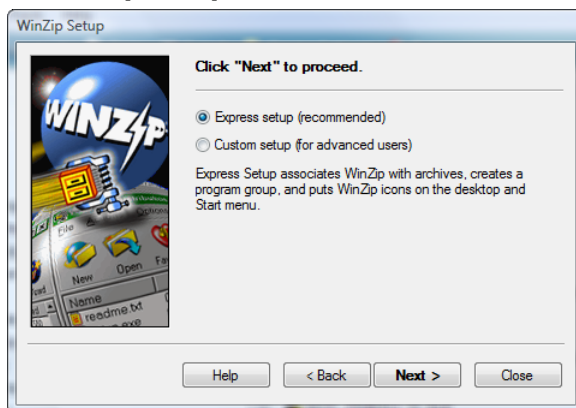 WinZip Setup
Click "Next" to proceed.
Express setup (recommended)
Custom setup (for advanced users)
Express Setup associates WinZip with archives, creates a
program group, and puts WinZip icons on the desktop and
Start menu.
WINZIP
File
Options
New
Open
Name
readme.txt
Help
< Back
Next >
Close